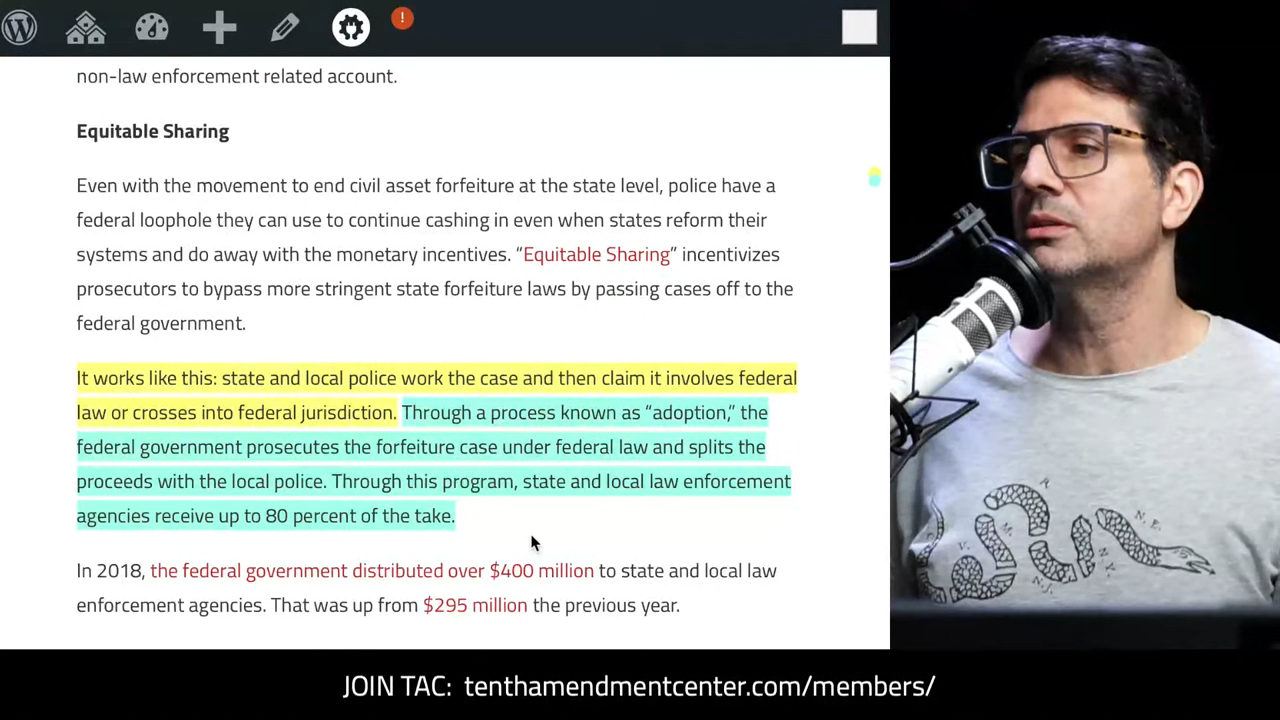 !
non-law enforcement related account.
Equitable Sharing
Even with the movement to end civil asset forfeiture at the state level, police have a
federal loophole they can use to continue cashing in even when states reform their
systems and do away with the monetary incentives. “Equitable Sharing” incentivizes
prosecutors to bypass more stringent state forfeiture laws by passing cases off to the
federal government.
It works like this: state and local police work the case and then claim it involves federal
law or crosses into federal jurisdiction. Through a process known as “adoption,” the
federal government prosecutes the forfeiture case under federal law and splits the
proceeds with the local police. Through this program, state and local law enforcement
agencies receive up to 80 percent of the take.
In 2018, the federal government distributed over $400 million to state and local law
enforcement agencies. That was up from $295 million the previous year.
R.
N.E.
V.
M.
N.J.
N.Y.
JOIN TAC: tenthamendmentcenter.com/members/